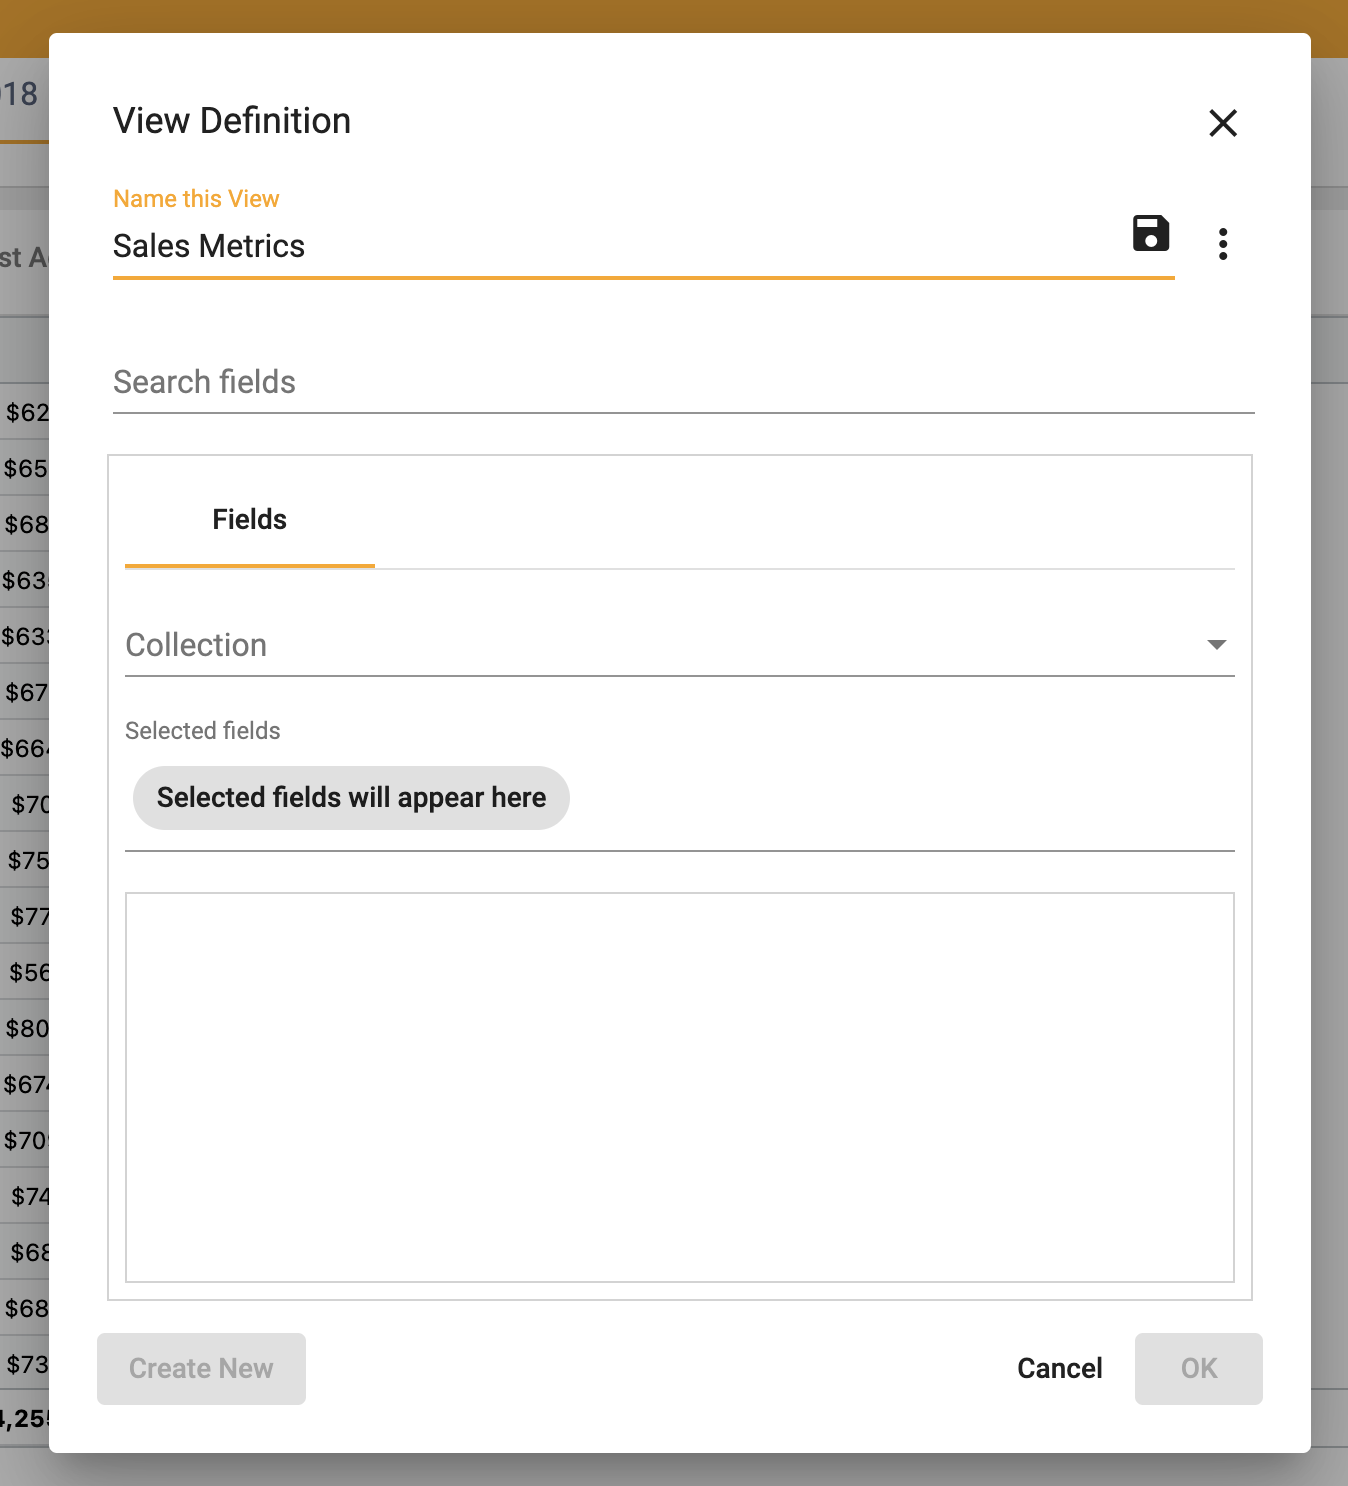 View Definition
Name this View
Sales Metrics
Search fields
Fields
Collection
Selected fields
Selected fields will appear here
Create New
Cancel
OK
18
st A
$62
$65
$68
$63
$63
$67
$66
$70
$75
$77
$56
$80
$67
$70
$74
$68
$68
$73
,255